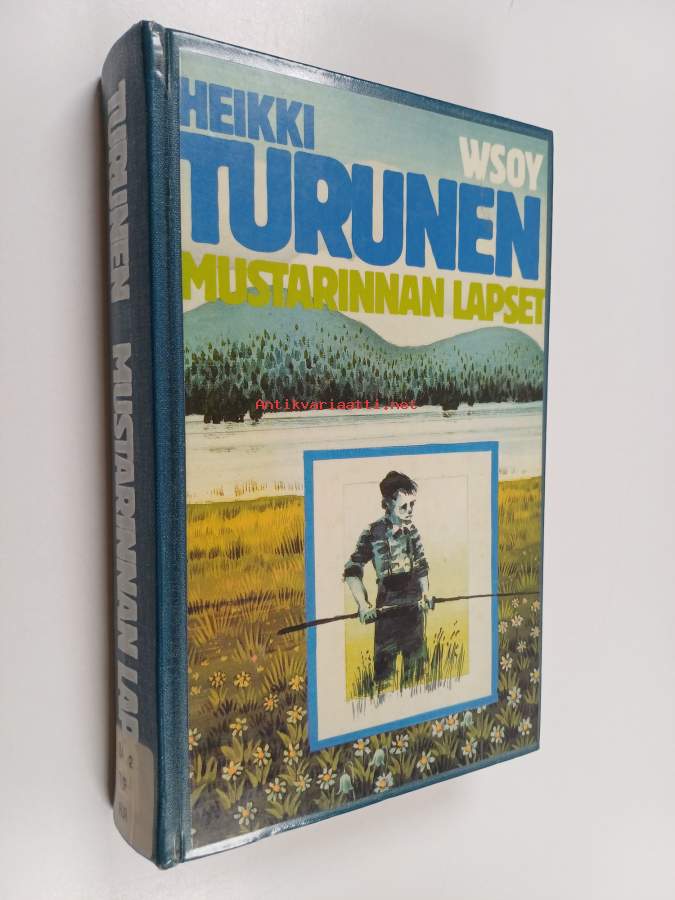 HEIKKI
WSOY
TURUNEN
MUSTARINNAN LAPSET
Antikvariaatti.net
TURUNEN MUSTARINNAN LAP